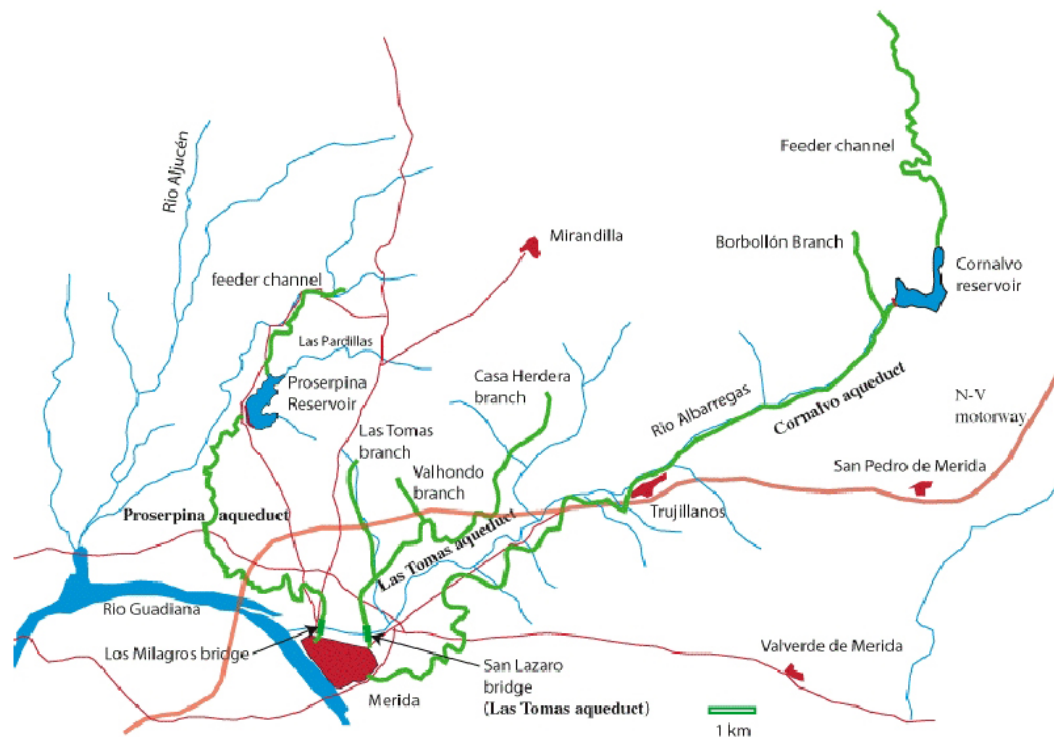 Rio Aljucén
Feeder channel
Mirandilla
Borbollón Branch
Cornalvo
reservoir
feeder channel
Las Pardillas
Proserpina
Reservoir
Casa Herdera
branch
Las Tomas
branch
Valhondo
branch
Rio Albarregas
Cornalvo aqueduct
N-V
motorway
San Pedro de Merida
Trujillanos
Proserpina aqueduct
Las Tomas aqueduct
Rio Guadiana
Los Milagros bridge
Merida
San Lazaro
bridge
(Las Tomas aqueduct)
Valverde de Merida
1 km